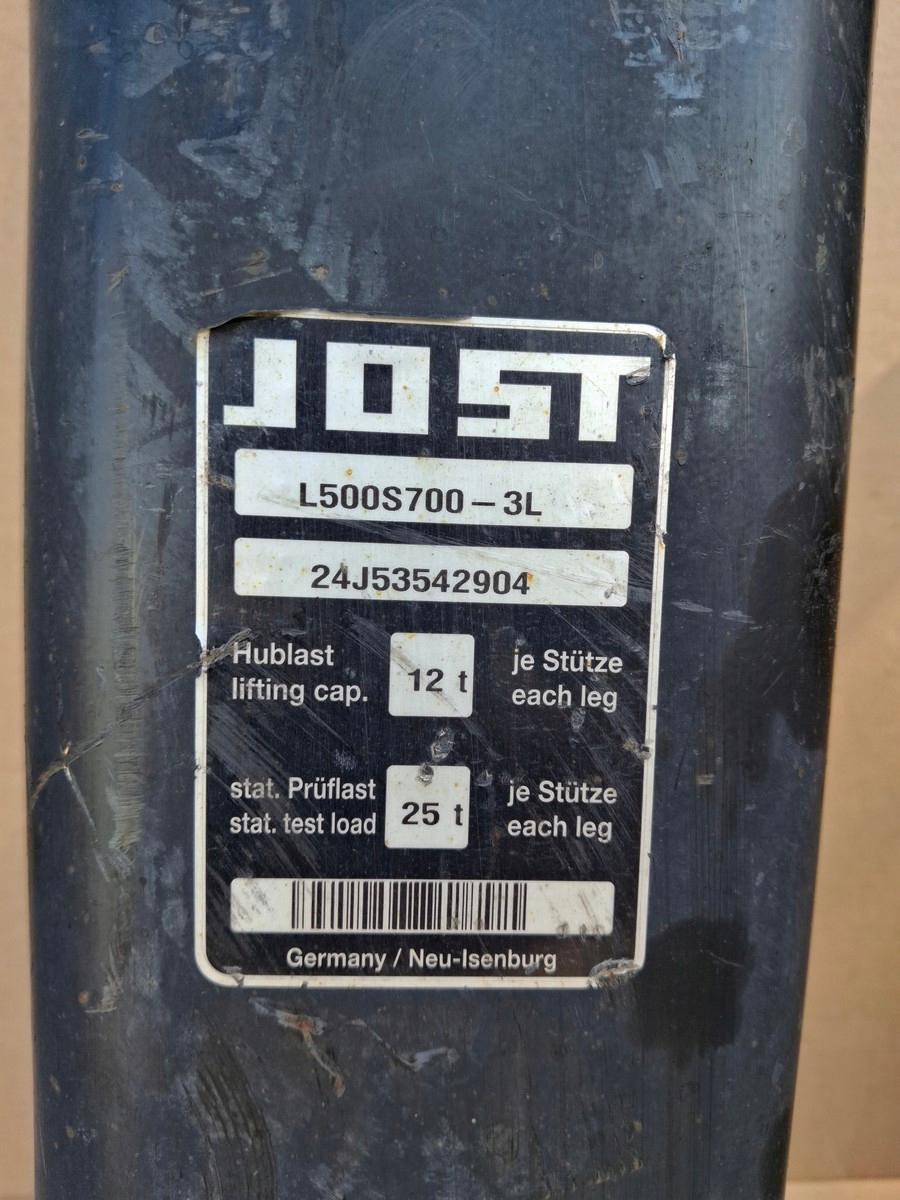 JOST
L500S700 – 3L
24J53542904
Hublast 12 t je Stütze
lifting cap. each leg
stat. Prüflast 25 t je Stütze
stat. test load each leg
Germany / Neu-Isenburg